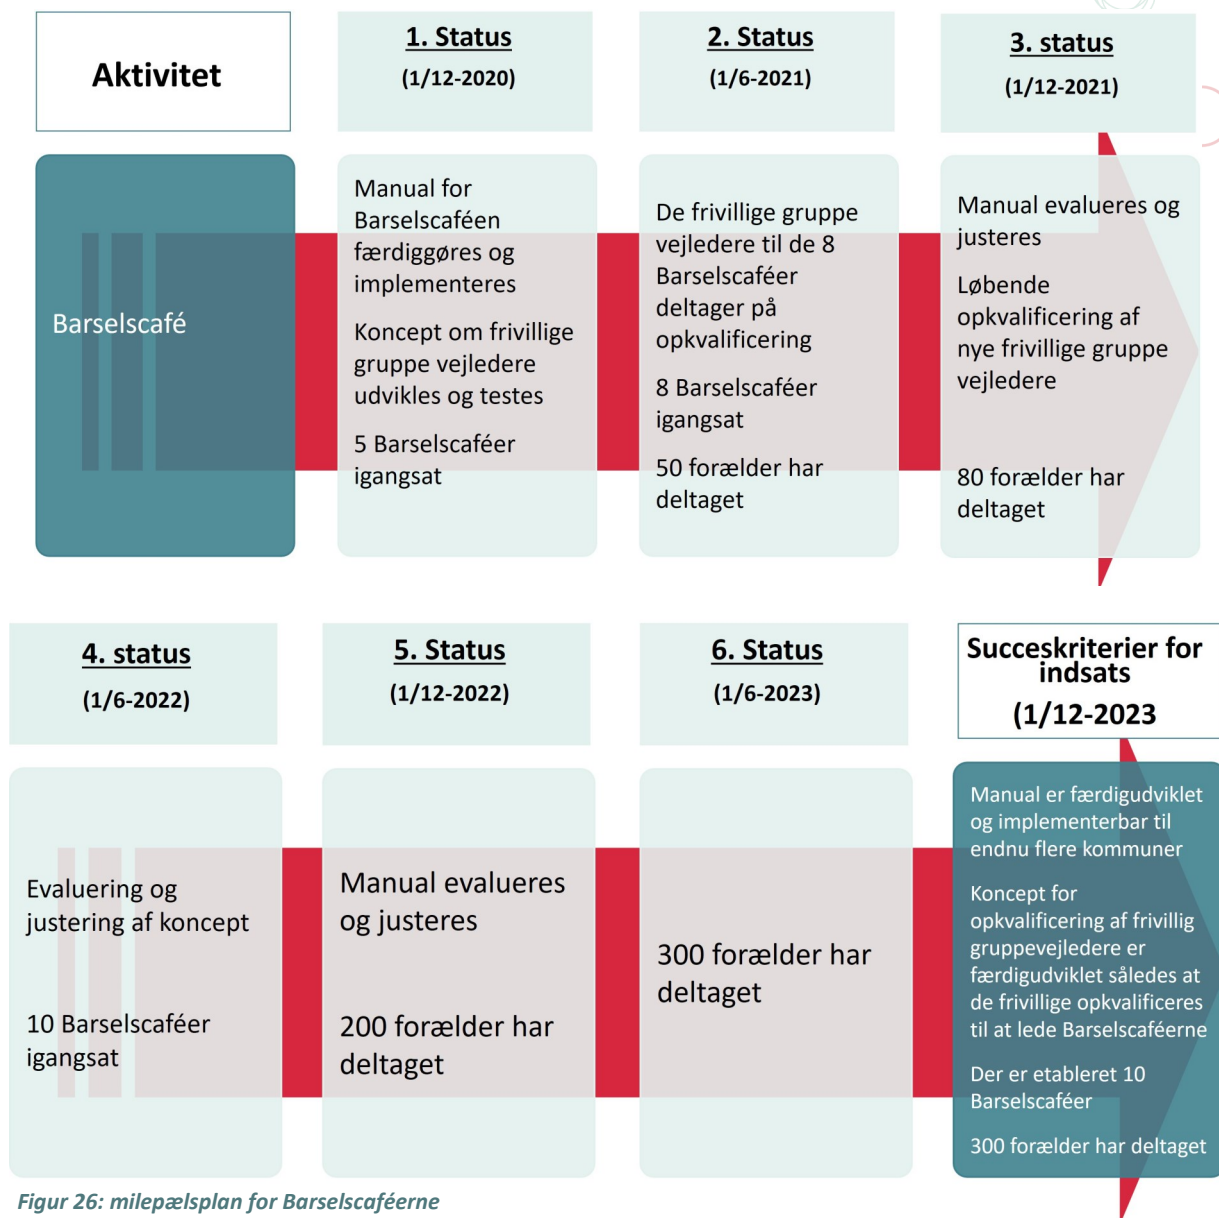 Aktivitet
1. Status
(1/12-2020)
2. Status
(1/6-2021)
3. status
(1/12-2021)
Barselscafé
Manual for
Barselscaféen
færdiggøres og
implementeres
Koncept om frivillige
gruppe vejledere
udvikles og testes
5 Barselscaféer
igangsat
De frivillige gruppe
vejledere til de 8
Barselscaféer
deltager på
opkvalificering
8 Barselscaféer
igangsat
50 forælder har
deltaget
Manual evalueres og
justeres
Løbende
opkvalificering af
nye frivillige gruppe
vejledere
80 forælder har
deltaget
4. status
(1/6-2022)
5. Status
(1/12-2022)
6. Status
(1/6-2023)
Succeskriterier for
indsats
(1/12-2023
Evaluering og
justering af koncept
10 Barselscaféer
igangsat
Manual evalueres
og justeres
200 forælder har
deltaget
300 forælder har
deltaget
Manual er færdigudviklet
og implementerbar til
endnu flere kommuner
Koncept for
opkvalificering af frivillig
gruppevejledere er
færdigudviklet således at
de frivillige opkvalificeres
til at lede Barselscaféerne
Der er etableret 10
Barselscaféer
300 forælder har deltaget
Figur 26: milepælsplan for Barselscaféerne